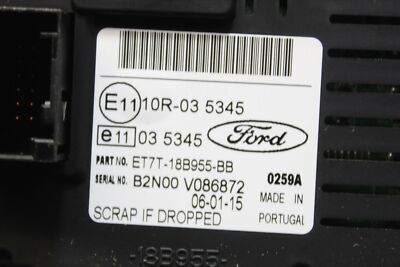 E11 10R-03 5345
e11 03 5345
Ford
PART NO. ET7T-18B955-BB
SERIAL NO. B2N00 V086872 0259A
06-01-15 MADE IN
SCRAP IF DROPPED PORTUGAL
-18B955-